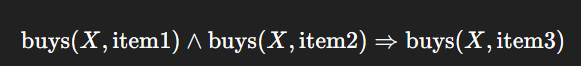 buys(X, item1) ∧ buys(X, item2) ⇒ buys(X, item3)